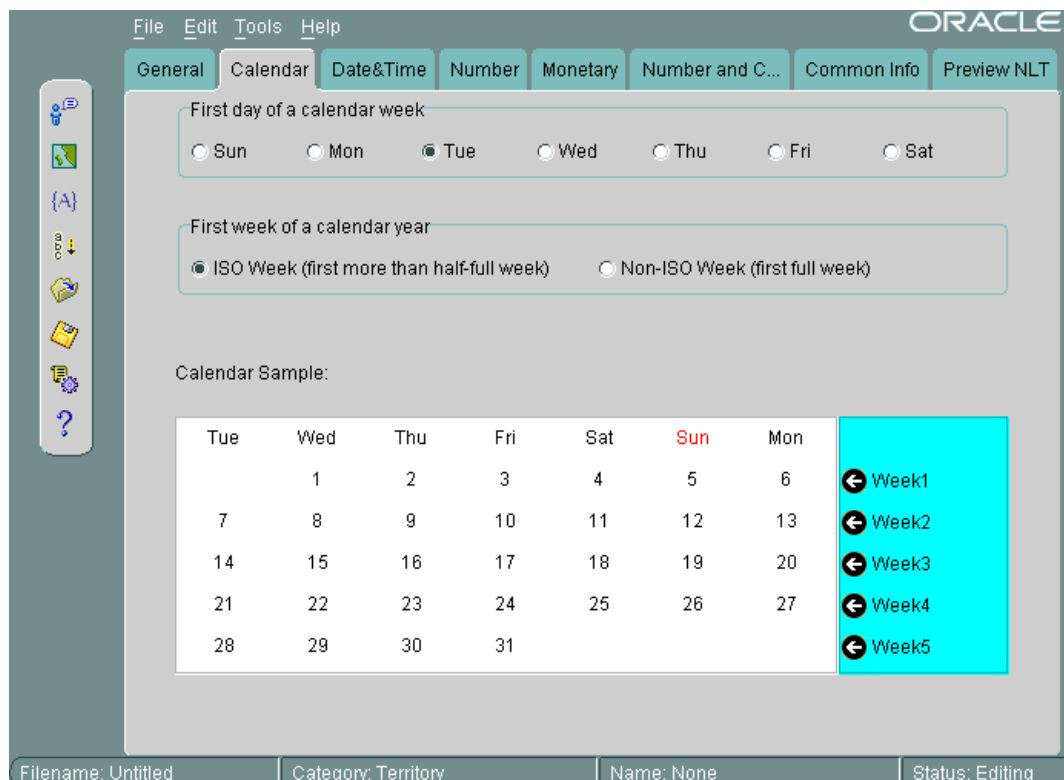 File Edit Tools Help
ORACLE
General Calendar Date&Time Number Monetary Number and C... Common Info Preview NLT
First day of a calendar week
Sun Mon Tue Wed Thu Fri Sat
First week of a calendar year
ISO Week (first more than half-full week) Non-ISO Week (first full week)
{A}
a
b
c
?
Calendar Sample:
Tue Wed Thu Fri Sat Sun Mon
1 2 3 4 5 6 Week1
7 8 9 10 11 12 13 Week2
14 15 16 17 18 19 20 Week3
21 22 23 24 25 26 27 Week4
28 29 30 31 Week5
Filename: Untitled Category: Territory Name: None Status: Editing